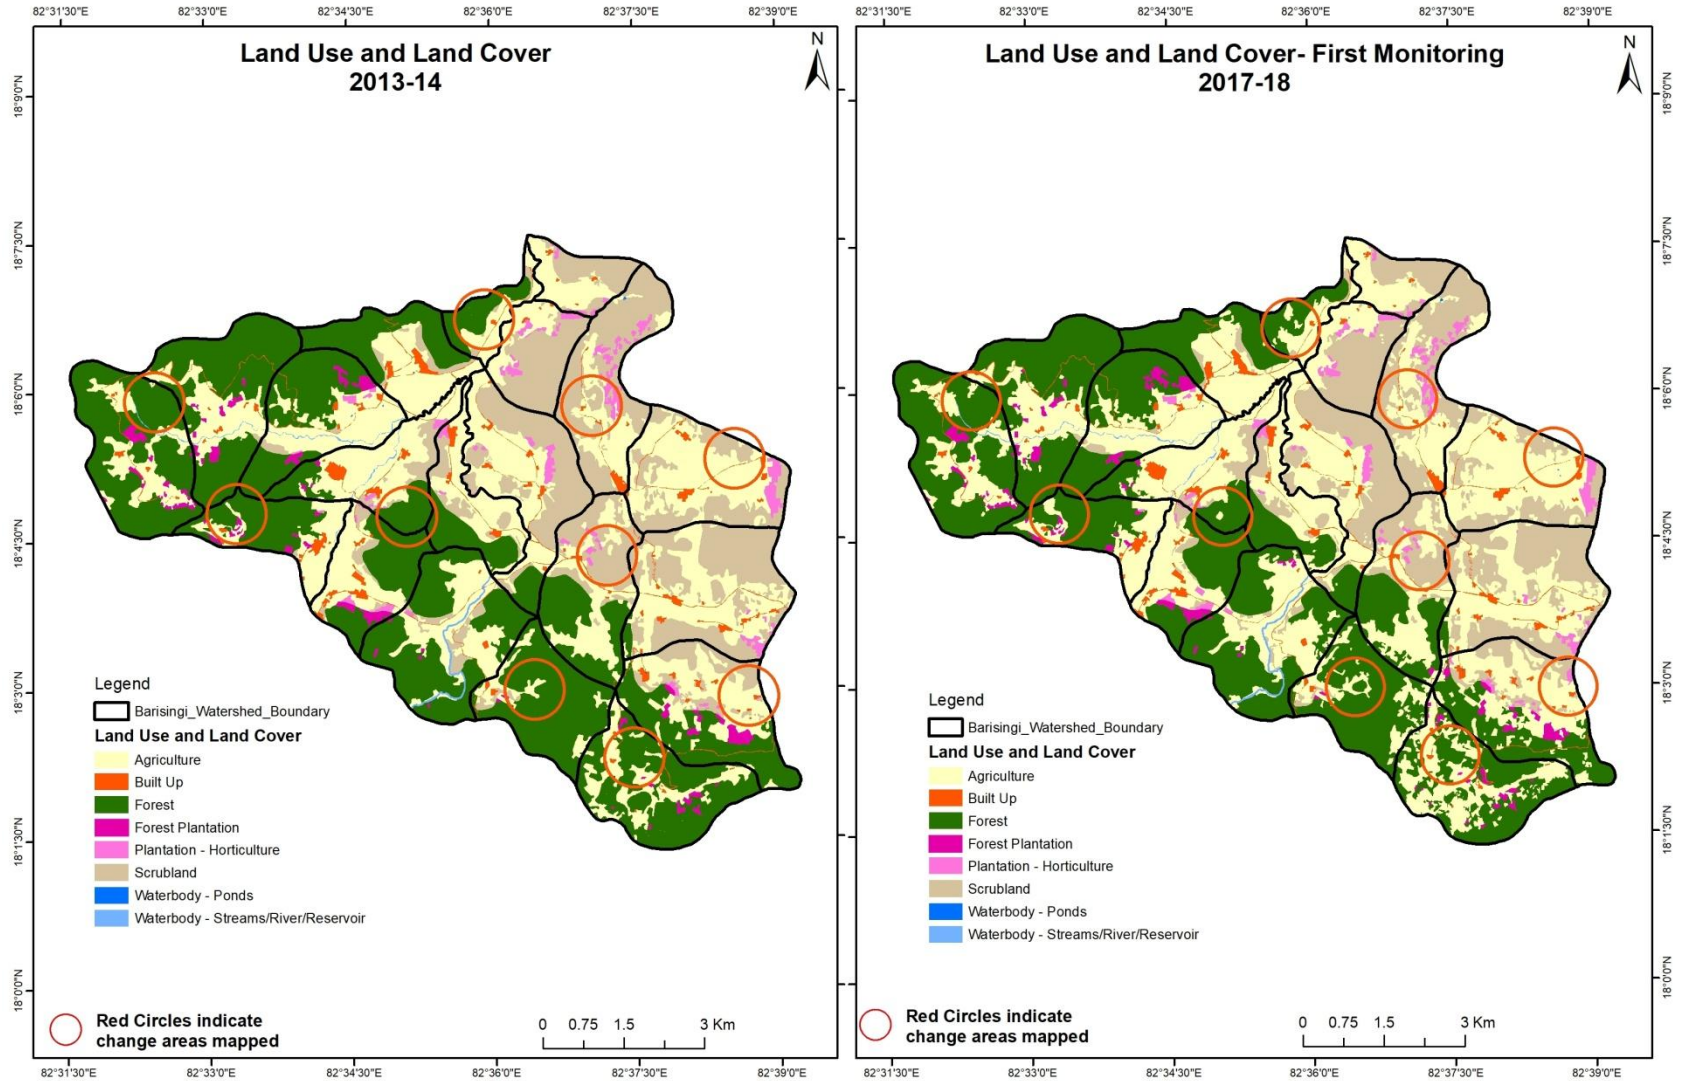 82°31'30"E 82°33'0"E 82°34'30"E 82°36'0"E 82°37'30"E 82°39'0"E
Land Use and Land Cover
2013-14
N
18°9'0"N
18°7'30"N
18°6'0"N
18°4'30"N
18°3'0"N
18°1'30"N
18°0'0"N
Legend
Barisingi_Watershed_Boundary
Land Use and Land Cover
Agriculture
Built Up
Forest
Forest Plantation
Plantation - Horticulture
Scrubland
Waterbody - Ponds
Waterbody - Streams/River/Reservoir
Red Circles indicate
change areas mapped
0 0.75 1.5 3 Km
82°31'30"E 82°33'0"E 82°34'30"E 82°36'0"E 82°37'30"E 82°39'0"E
82°31'30"E 82°33'0"E 82°34'30"E 82°36'0"E 82°37'30"E 82°39'0"E
Land Use and Land Cover- First Monitoring
2017-18
N
18°9'0"N
18°7'30"N
18°6'0"N
18°4'30"N
18°3'0"N
18°1'30"N
18°0'0"N
Legend
Barisingi_Watershed_Boundary
Land Use and Land Cover
Agriculture
Built Up
Forest
Forest Plantation
Plantation - Horticulture
Scrubland
Waterbody - Ponds
Waterbody - Streams/River/Reservoir
Red Circles indicate
change areas mapped
0 0.75 1.5 3 Km
82°31'30"E 82°33'0"E 82°34'30"E 82°36'0"E 82°37'30"E 82°39'0"E